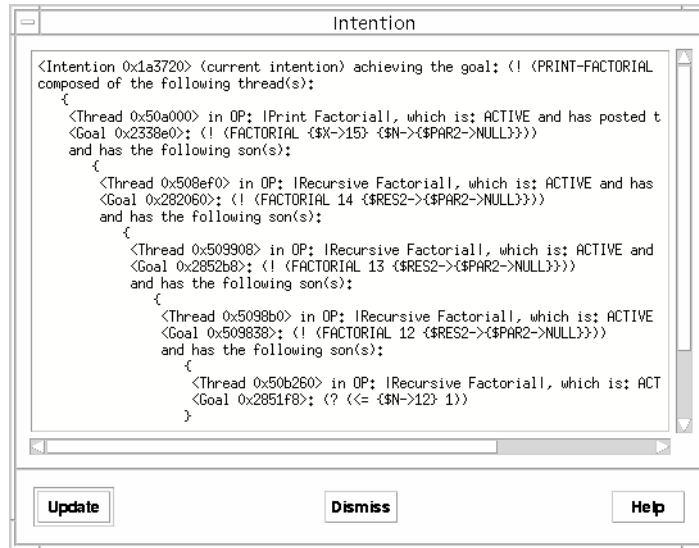 Intention
<Intention 0x1a3720> (current intention) achieving the goal: (! (PRINT-FACTORIAL
composed of the following thread(s):
{
<Thread 0x50a000> in OP: |Print Factorial|, which is: ACTIVE and has posted t
<Goal 0x2338e0>: (! (FACTORIAL {$X->15} {$N->{$PAR2->NULL}}))
and has the following son(s):
{
<Thread 0x508ef0> in OP: |Recursive Factorial|, which is: ACTIVE and has
<Goal 0x282060>: (! (FACTORIAL 14 {$RES2->{$PAR2->NULL}}))
and has the following son(s):
{
<Thread 0x509908> in OP: |Recursive Factorial|, which is: ACTIVE and
<Goal 0x2852b8>: (! (FACTORIAL 13 {$RES2->{$PAR2->NULL}}))
and has the following son(s):
{
<Thread 0x5098b0> in OP: |Recursive Factorial|, which is: ACTIVE
<Goal 0x509838>: (! (FACTORIAL 12 {$RES2->{$PAR2->NULL}}))
and has the following son(s):
{
<Thread 0x50b260> in OP: |Recursive Factorial|, which is: ACT
<Goal 0x2851f8>: (? (<= {$N->12} 1))
}
Update Dismiss Help